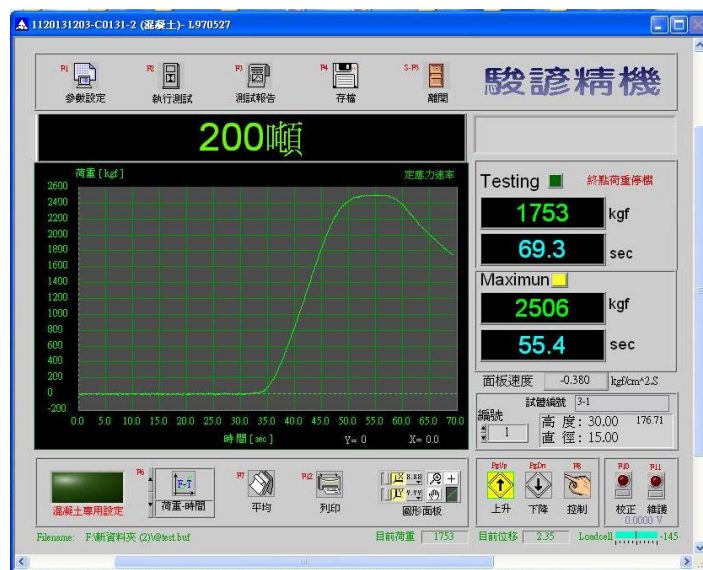 1120131203-C0131-2 (混凝土)- L970527
F1 F2 F3 F4 S-F5
參數設定 執行測試 測試報告 存檔 離開
駿諺精機
200噸
荷重 [kgf] 定應力速率
2600
2400
2200
2000
1800
1600
1400
1200
1000
800
600
400
200
0
-200
0.0 5.0 10.0 15.0 20.0 25.0 30.0 35.0 40.0 45.0 50.0 55.0 60.0 65.0 70.0
時間 [sec] Y= 0 X= 0.0
Testing 終點荷重停機
1753 kgf
69.3 sec
Maximun
2506 kgf
55.4 sec
面板速度 -0.380 kgf/cm^2.S
試體編號 3-1
編號
1
高 度: 30.00 176.71
直 徑: 15.00
F6 F7 F12
F-T
X.XX
Y.YY
混凝土專用設定 荷重-時間 平均 列印 圖形面板
PgUp PgDn F8 F10 F11
上升 下降 控制 校正 維護
0.0000 V
Filename: F:\新資料夾 (2)\@test.buf 目前荷重 1753 目前位移 2.35 Loadcell -145